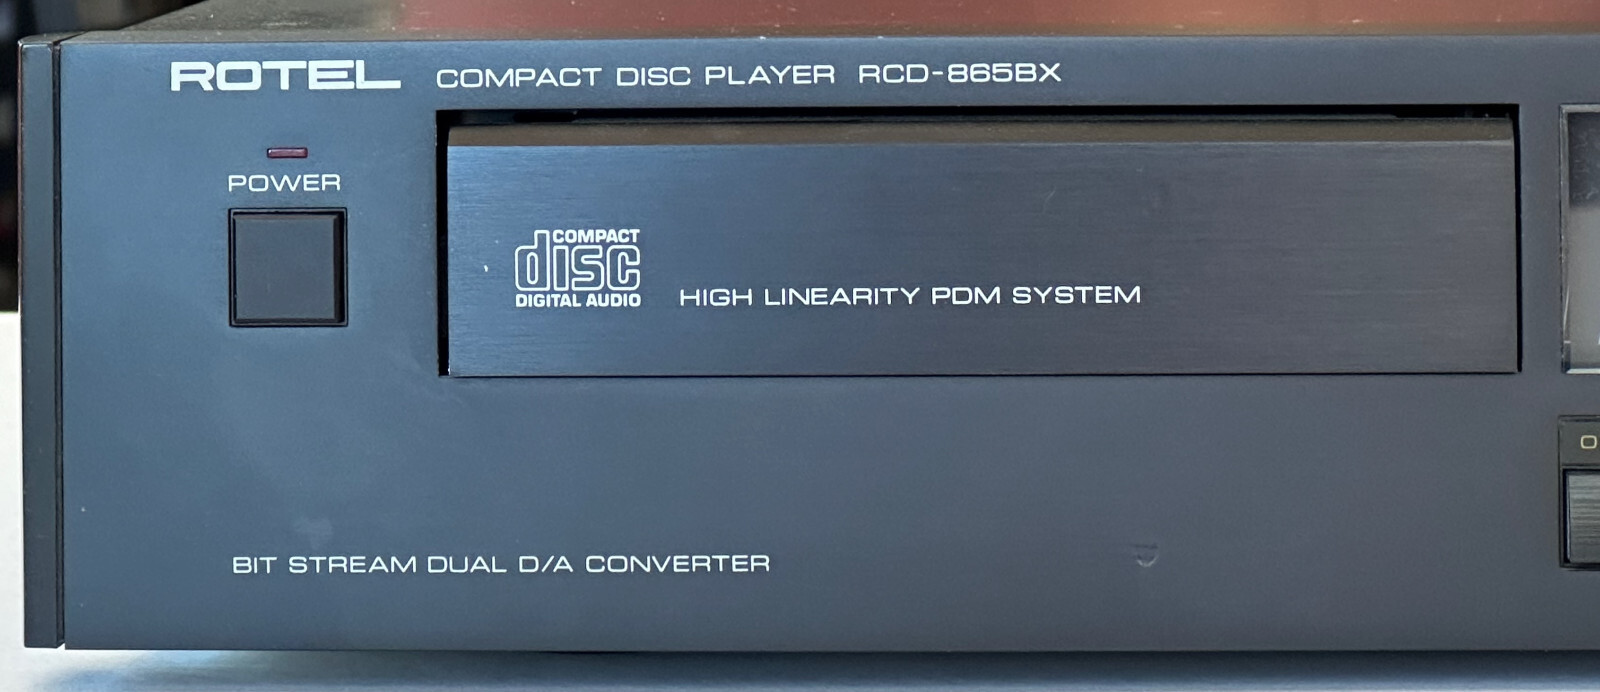 ROTEL COMPACT DISC PLAYER RCD-865BX
POWER
COMPACT
disc
DIGITAL AUDIO
HIGH LINEARITY PDM SYSTEM
BIT STREAM DUAL D/A CONVERTER